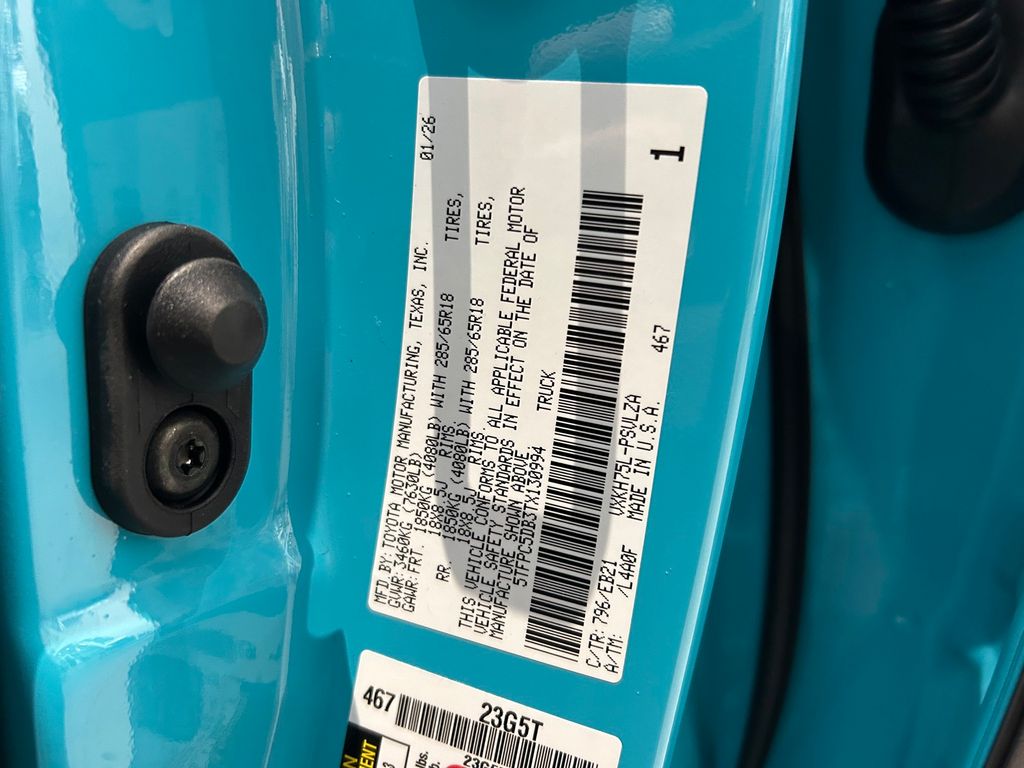 MFD.BY: TOYOTA MOTOR MANUFACTURING, TEXAS, INC. 01/26
GVWR: 3460KG (7630LB)
GAWR: FRT. 1850KG (4080LB) WITH 285/65R18 TIRES,
18X8.5J RIMS,
RR. 1850KG (4080LB) WITH 285/65R18 TIRES,
18X8.5J RIMS.
THIS VEHICLE CONFORMS TO ALL APPLICABLE FEDERAL MOTOR
VEHICLE SAFETY STANDARDS IN EFFECT ON THE DATE OF
MANUFACTURE SHOWN ABOVE.
5TFPC5DB3TX130994 TRUCK
1
C/TR: 796/EB21 VXKH75L-PSVLZA 467
A/TM: /L4A0F MADE IN U.S.A.
467 23G5T